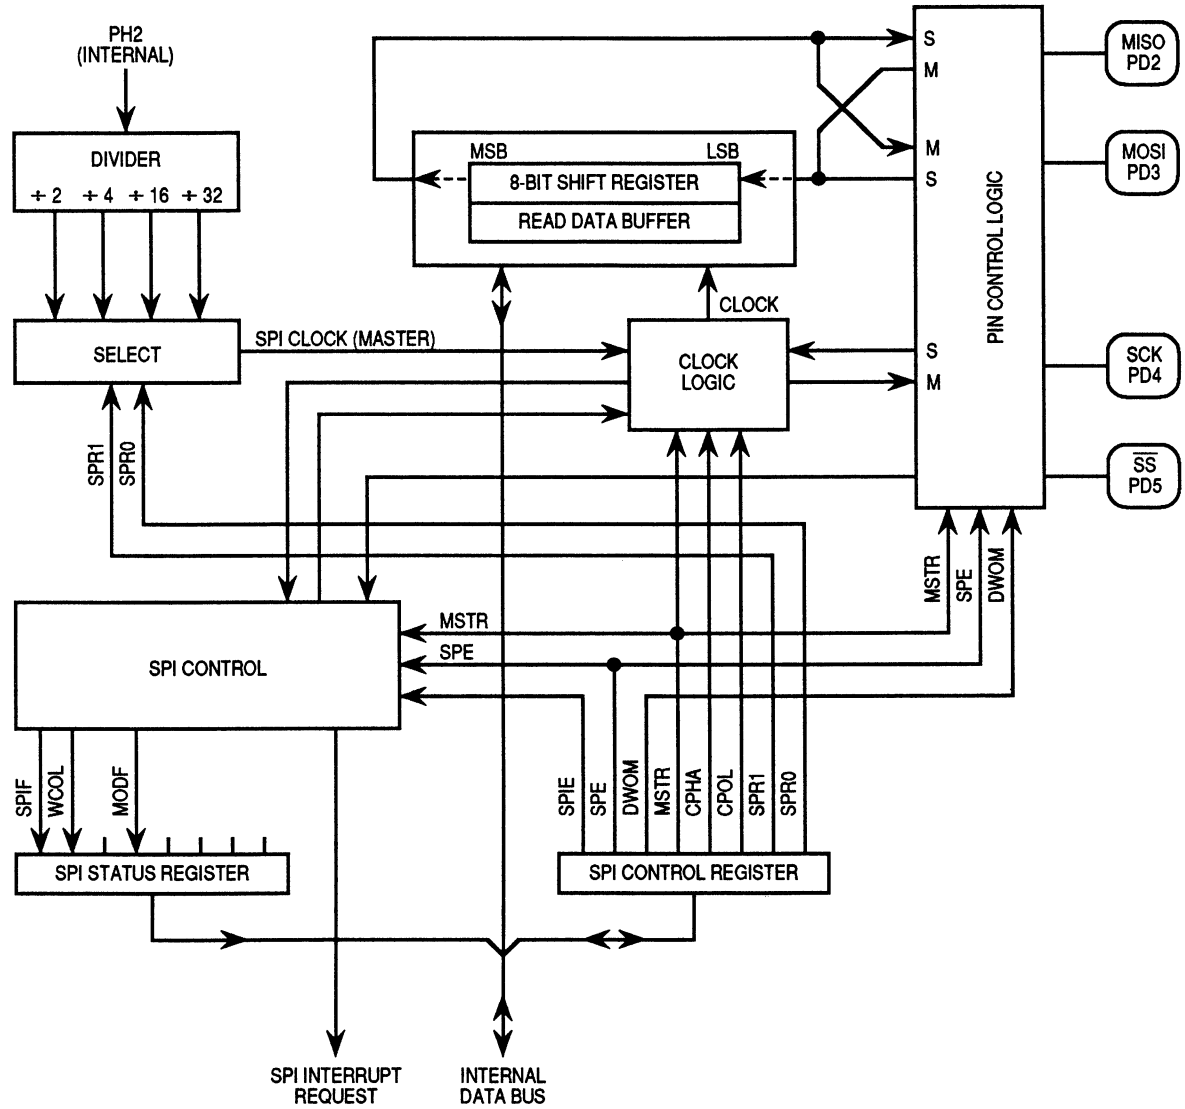 PH2
(INTERNAL)
DIVIDER
÷ 2 ÷ 4 ÷ 16 ÷ 32
SELECT
SPI CLOCK (MASTER)
SPR1
SPR0
MSB LSB
8-BIT SHIFT REGISTER
READ DATA BUFFER
CLOCK
CLOCK
LOGIC
S
M
M
S
S
M
PIN CONTROL LOGIC
MISO
PD2
MOSI
PD3
SCK
PD4
SS
PD5
MSTR
SPE
DWOM
MSTR
SPE
SPI CONTROL
SPIF
WCOL
MODF
SPI STATUS REGISTER
SPIE
SPE
DWOM
MSTR
CPHA
CPOL
SPR1
SPR0
SPI CONTROL REGISTER
SPI INTERRUPT
REQUEST
INTERNAL
DATA BUS